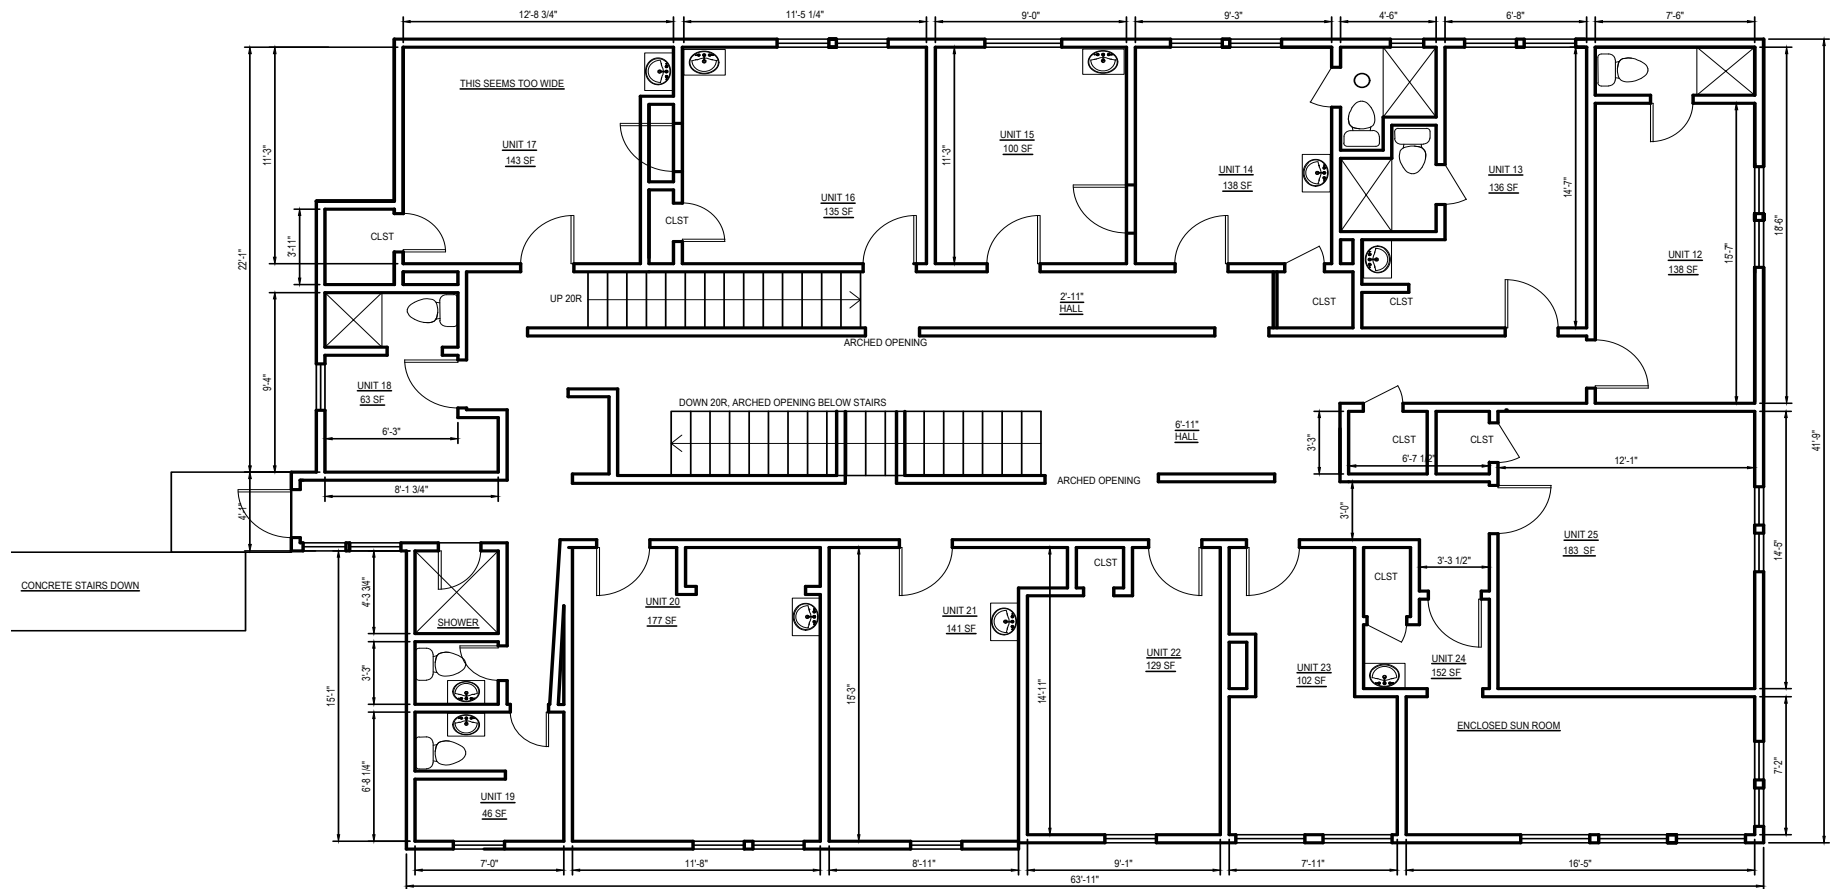 12'-8 3/4"
11'-5 1/4"
9'-0"
9'-3"
4'-6"
6'-8"
7'-6"
THIS SEEMS TOO WIDE
UNIT 17
143 SF
11'-3"
22'-1"
3'-11"
CLST
CLST
UNIT 16
135 SF
11'-3"
UNIT 15
100 SF
UNIT 14
138 SF
UNIT 13
136 SF
14'-7"
UNIT 12
138 SF
15'-7"
18'-6"
41'-9"
UP 20R
2'-11"
HALL
CLST
CLST
ARCHED OPENING
9'-4"
UNIT 18
63 SF
6'-3"
8'-1 3/4"
4'-1"
DOWN 20R, ARCHED OPENING BELOW STAIRS
6'-11"
HALL
ARCHED OPENING
3'-3"
CLST
6'-7 1/2"
CLST
12'-1"
3'-0"
UNIT 25
183 SF
14'-5"
3'-3 1/2"
CONCRETE STAIRS DOWN
15'-1"
4'-3 3/4"
SHOWER
3'-3"
6'-8 1/4"
UNIT 19
46 SF
UNIT 20
177 SF
15'-3"
UNIT 21
141 SF
CLST
14'-11"
UNIT 22
129 SF
UNIT 23
102 SF
CLST
UNIT 24
152 SF
ENCLOSED SUN ROOM
7'-2"
7'-0"
11'-8"
8'-11"
9'-1"
7'-11"
16'-5"
63'-11"